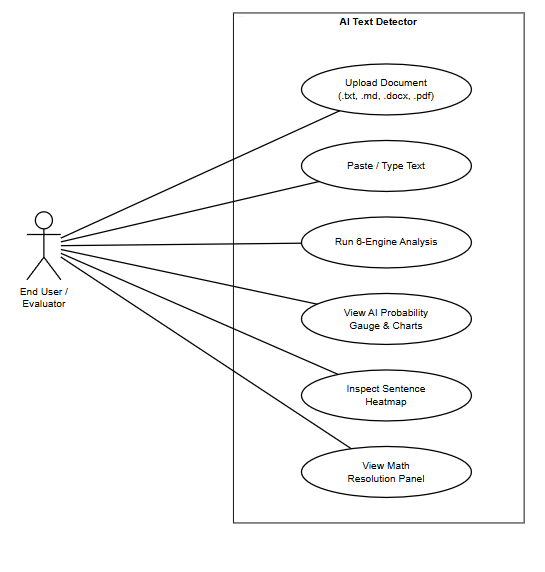 AI Text Detector
Upload Document
(.txt, .md, .docx, .pdf)
Paste / Type Text
Run 6-Engine Analysis
End User /
Evaluator
View AI Probability
Gauge & Charts
Inspect Sentence
Heatmap
View Math
Resolution Panel